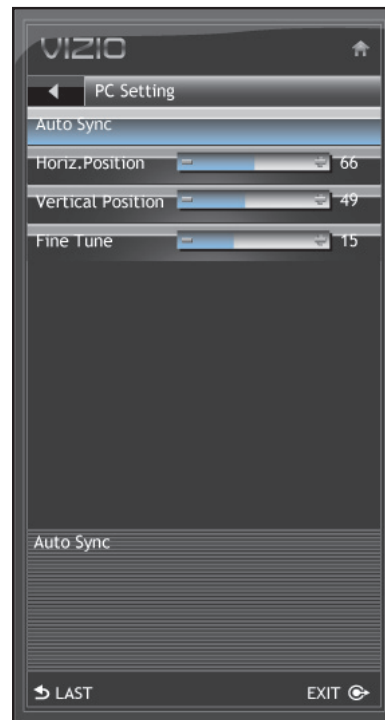 VIZIO
PC Setting
Auto Sync
Horiz.Position 66
Vertical Position 49
Fine Tune 15
Auto Sync
LAST EXIT